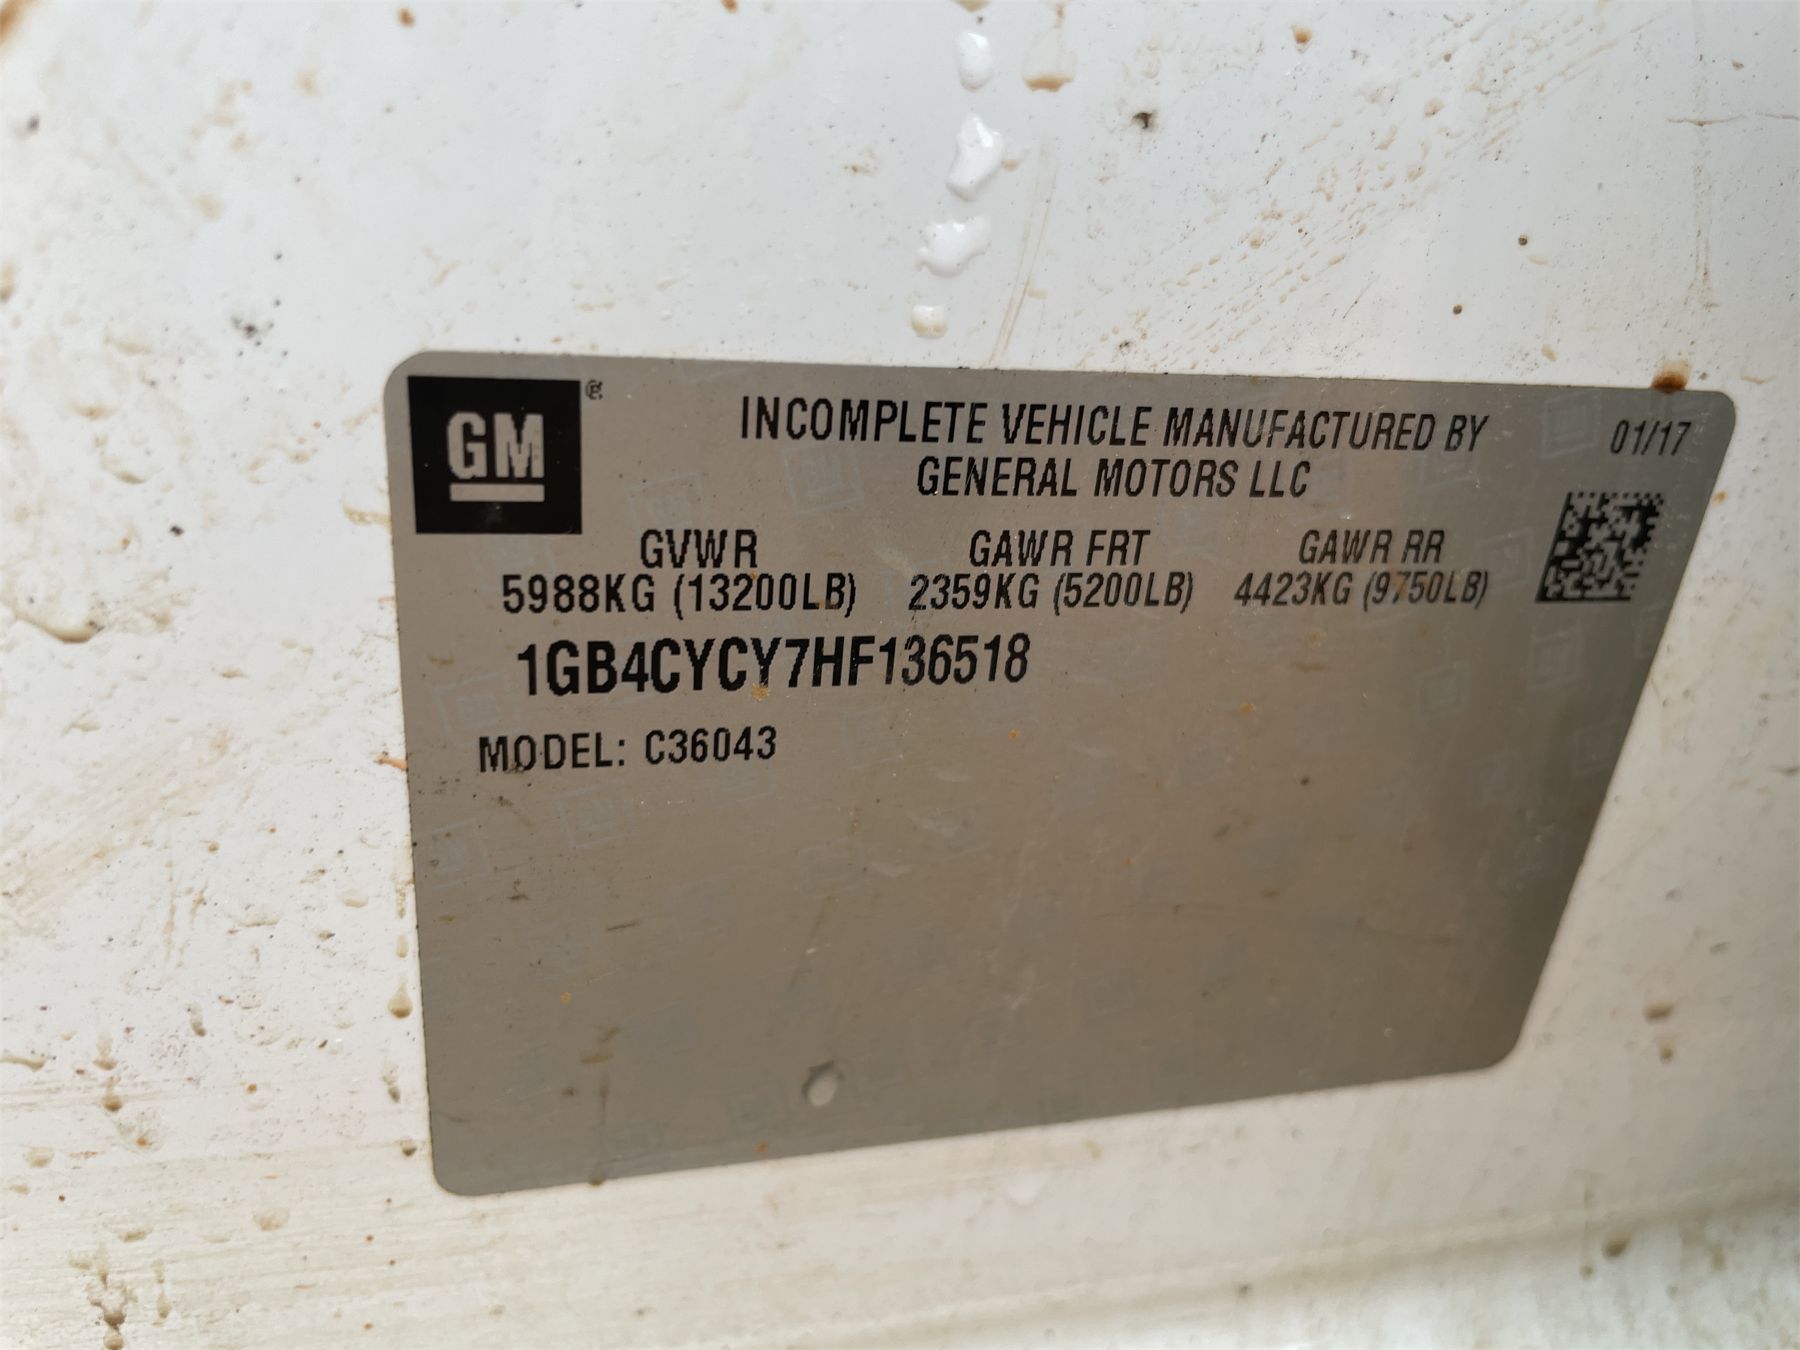 GM
INCOMPLETE VEHICLE MANUFACTURED BY
GENERAL MOTORS LLC
01/17
GVWR GAWR FRT GAWR RR
5988KG (13200LB) 2359KG (5200LB) 4423KG (9750LB)
1GB4CYCY7HF136518
MODEL: C36043